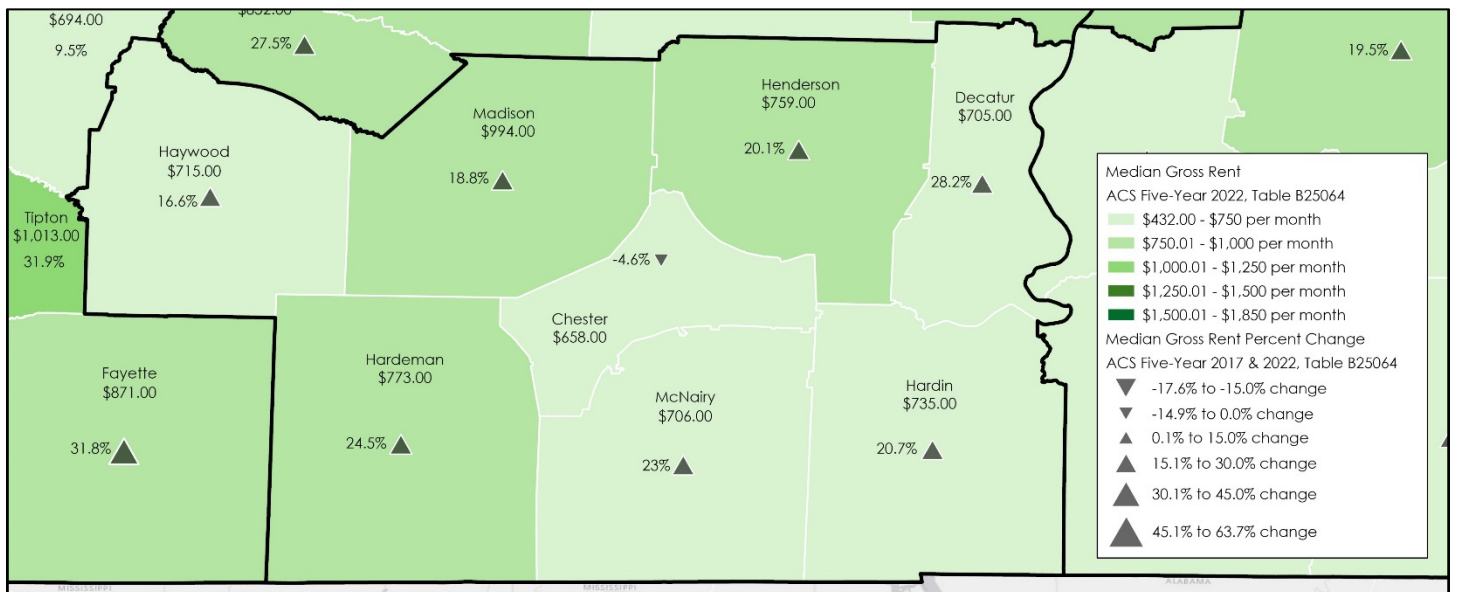 $694.00
9.5%
$832.00
27.5%
19.5%
Madison
$994.00
18.8%
Henderson
$759.00
20.1%
Decatur
$705.00
28.2%
Haywood
$715.00
16.6%
Tipton
$1,013.00
31.9%
-4.6%
Chester
$658.00
Fayette
$871.00
31.8%
Hardeman
$773.00
24.5%
McNairy
$706.00
23%
Hardin
$735.00
20.7%
Median Gross Rent
ACS Five-Year 2022, Table B25064
$432.00 - $750 per month
$750.01 - $1,000 per month
$1,000.01 - $1,250 per month
$1,250.01 - $1,500 per month
$1,500.01 - $1,850 per month
Median Gross Rent Percent Change
ACS Five-Year 2017 & 2022, Table B25064
-17.6% to -15.0% change
-14.9% to 0.0% change
0.1% to 15.0% change
15.1% to 30.0% change
30.1% to 45.0% change
45.1% to 63.7% change
MISSISSIPPI
MISSISSIPPI
ALABAMA